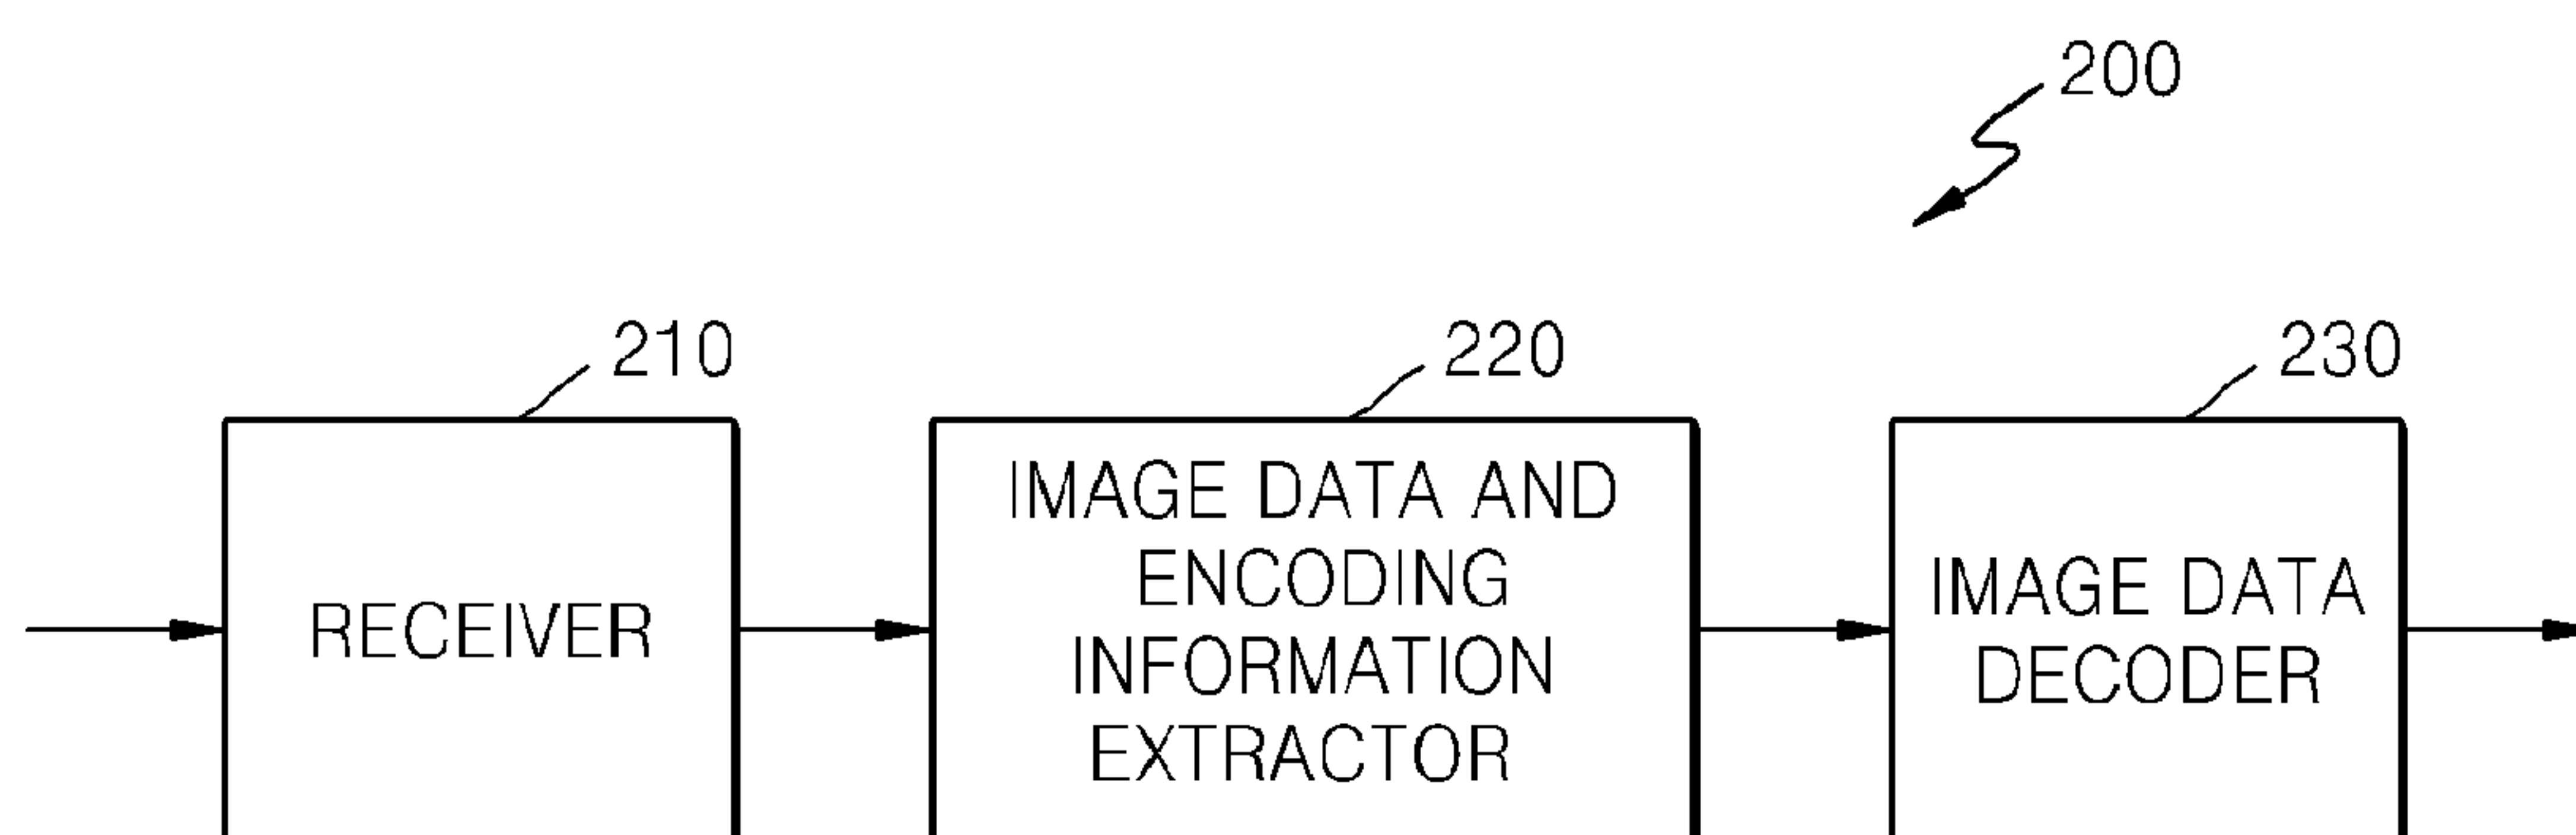 200
210
220
230
RECEIVER
IMAGE DATA AND
ENCODING
INFORMATION
EXTRACTOR
IMAGE DATA
DECODER